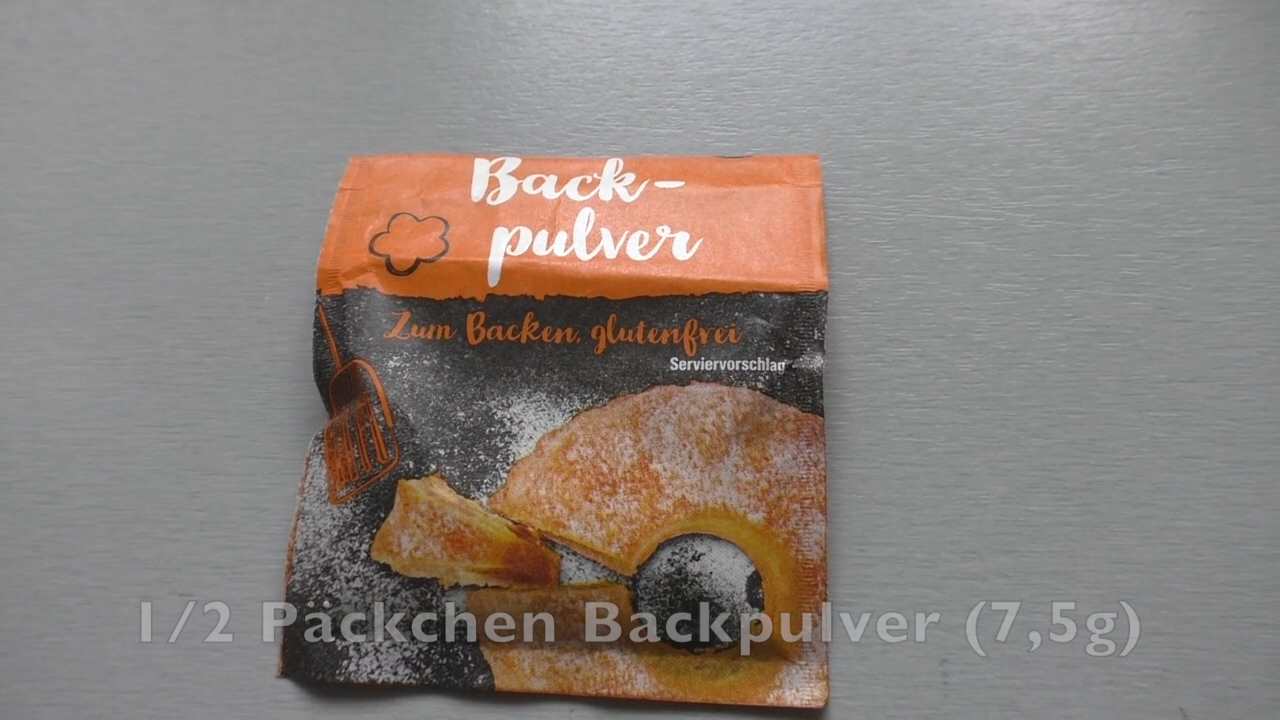 Back-
pulver
Zum Backen, glutenfrei
Serviervorschlag
1/2 Päckchen Backpulver (7,5g)